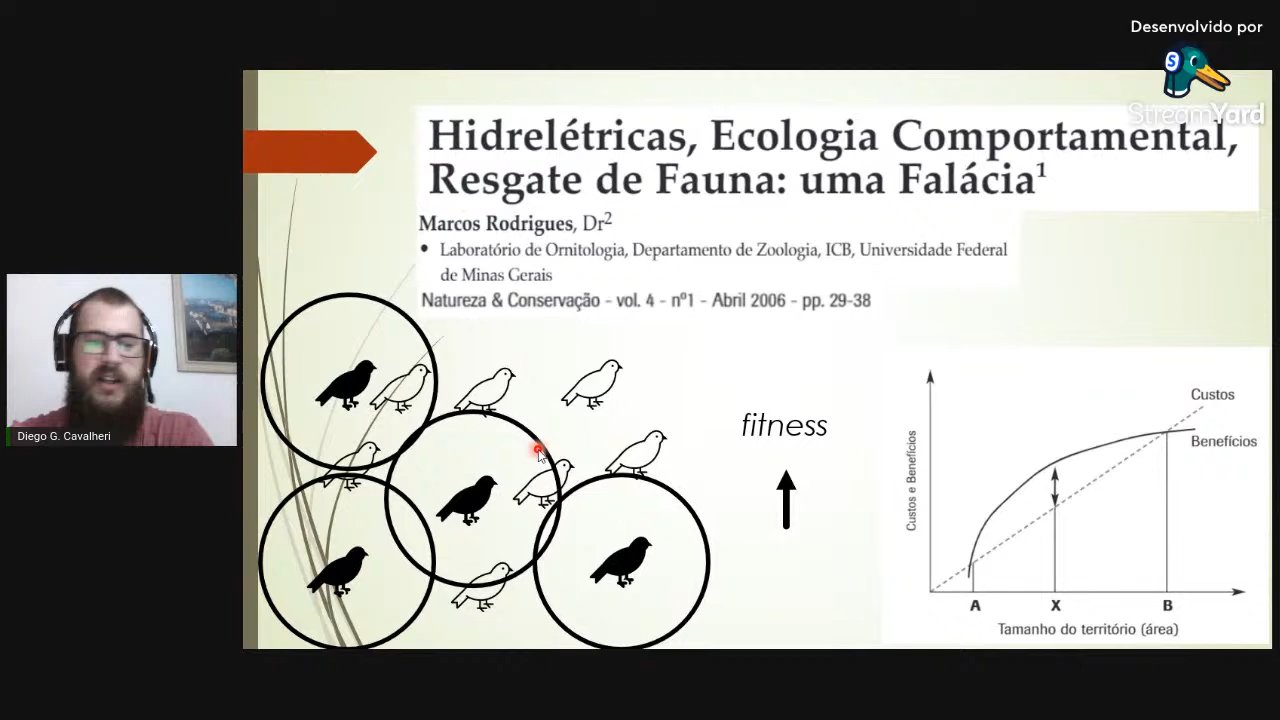 Desenvolvido por
S
StreamYard
Hidrelétricas, Ecologia Comportamental,
Resgate de Fauna: uma Falácia¹
Marcos Rodrigues, Dr²
• Laboratório de Ornitologia, Departamento de Zoologia, ICB, Universidade Federal
de Minas Gerais
Natureza & Conservação - vol. 4 - nº1 - Abril 2006 - pp. 29-38
Diego G. Cavalheri
fitness
Custos
Benefícios
Custos e Benefícios
A X B
Tamanho do território (área)